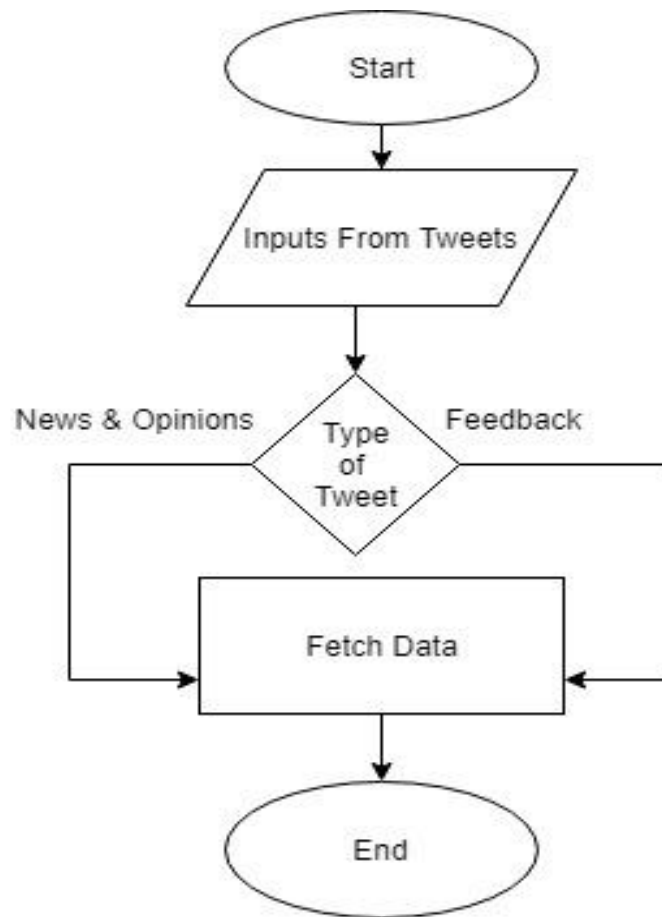 Start
Inputs From Tweets
News & Opinions
Feedback
Type
of
Tweet
Fetch Data
End